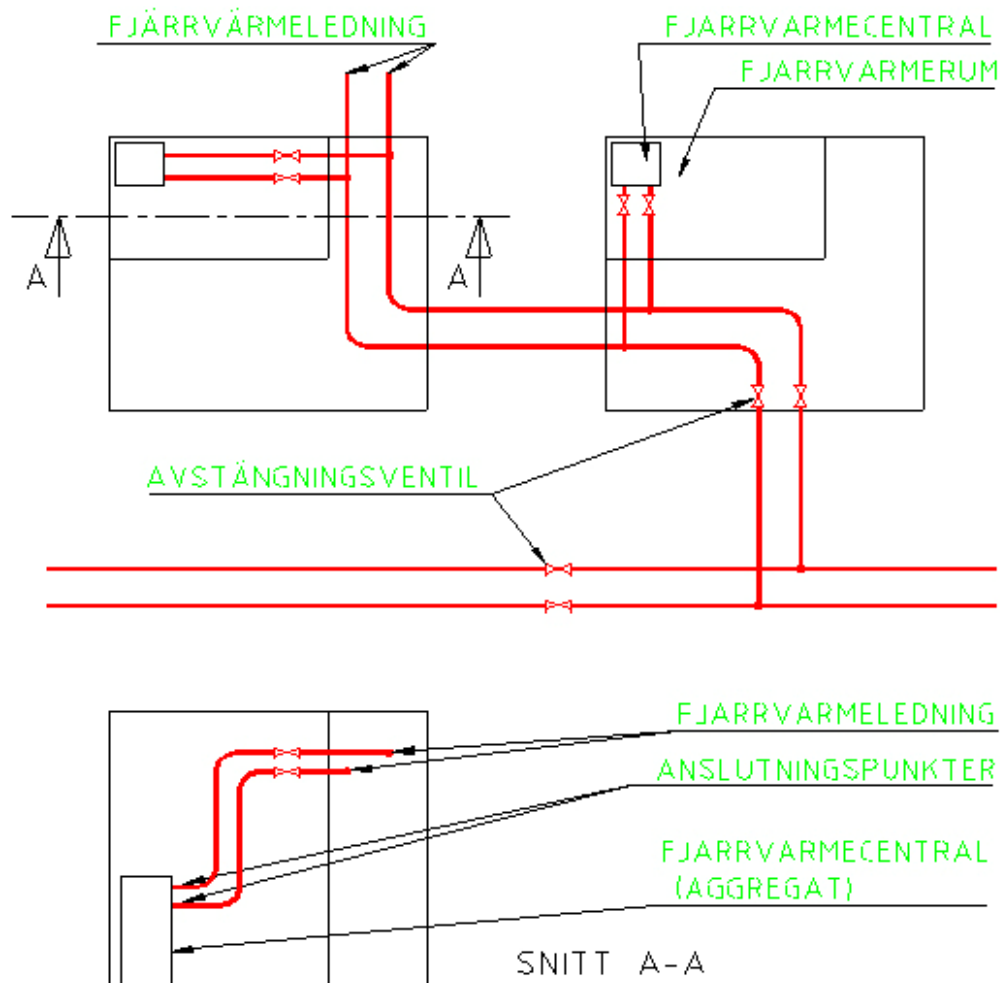 FJÄRRVÄRMELEDNING
FJARRVARMECENTRAL
FJARRVARMERUM
A
A
AVSTÄNGNINGSVENTIL
FJARRVARMELEDNING
ANSLUTNINGSPUNKTER
FJARRVARMECENTRAL
(AGGREGAT)
SNITT A-A